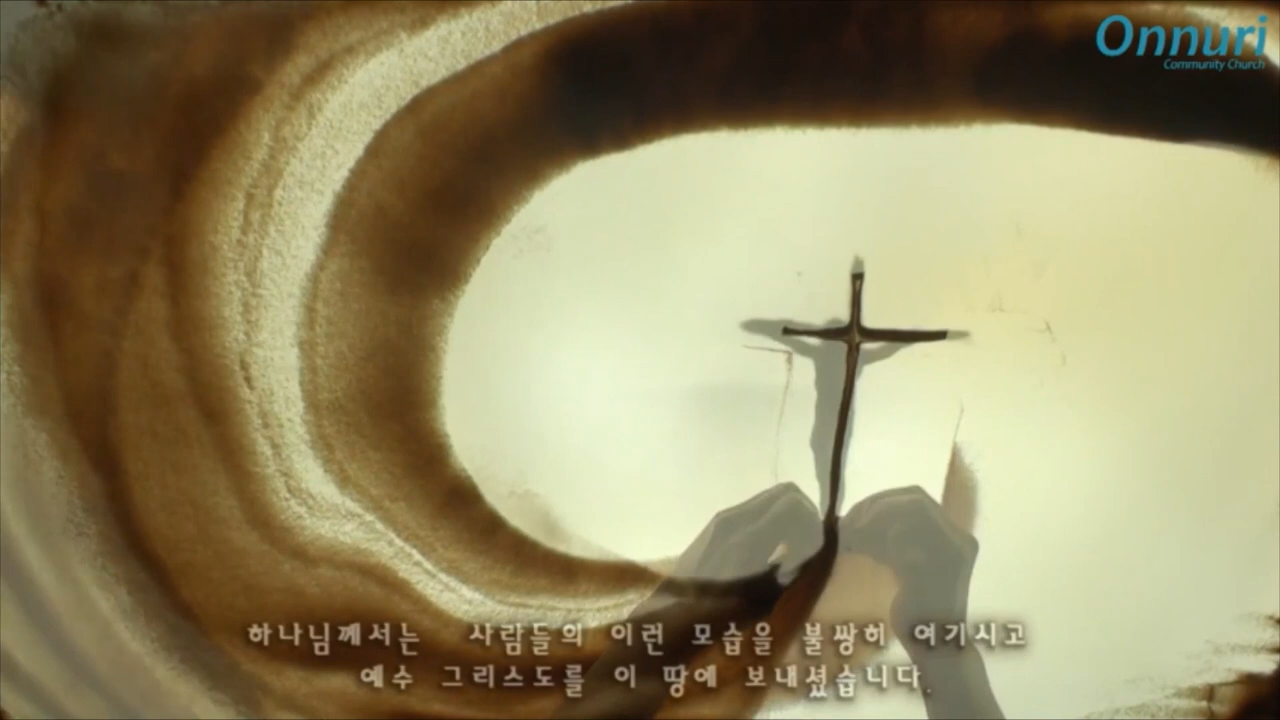 Onnuri
Community Church
하나님께서는 사람들의 이런 모습을 불쌍히 여기시고
예수 그리스도를 이 땅에 보내셨습니다.